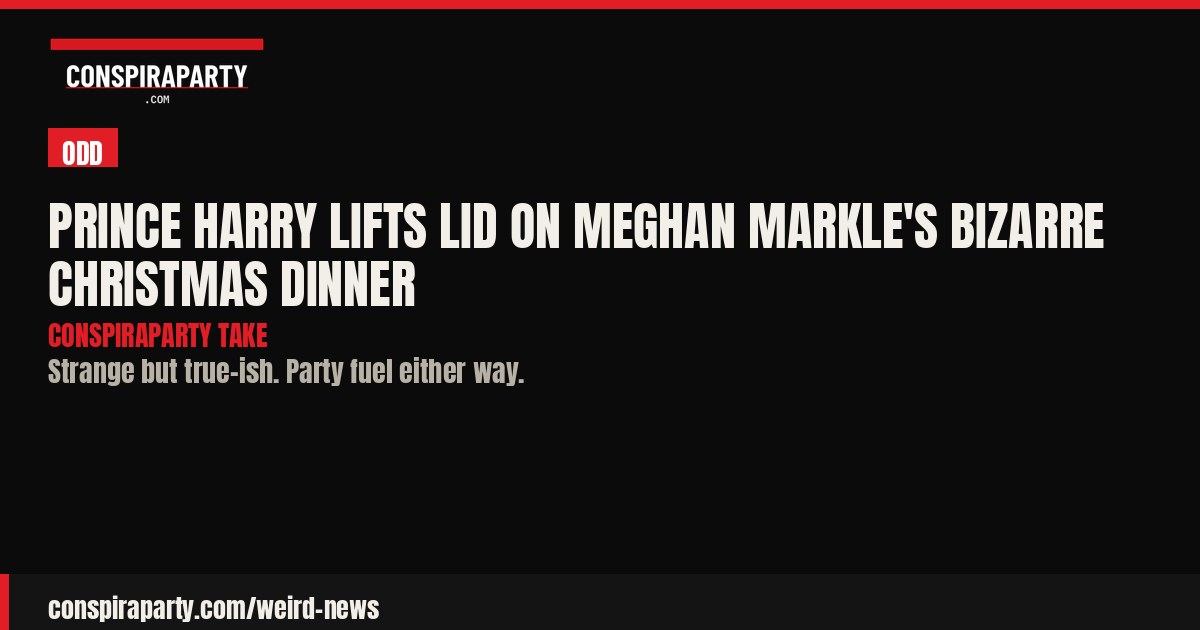 CONSPIRAPARTY
.COM
ODD
PRINCE HARRY LIFTS LID ON MEGHAN MARKLE'S BIZARRE
CHRISTMAS DINNER
CONSPIRAPARTY TAKE
Strange but true-ish. Party fuel either way.
conspiraparty.com/weird-news